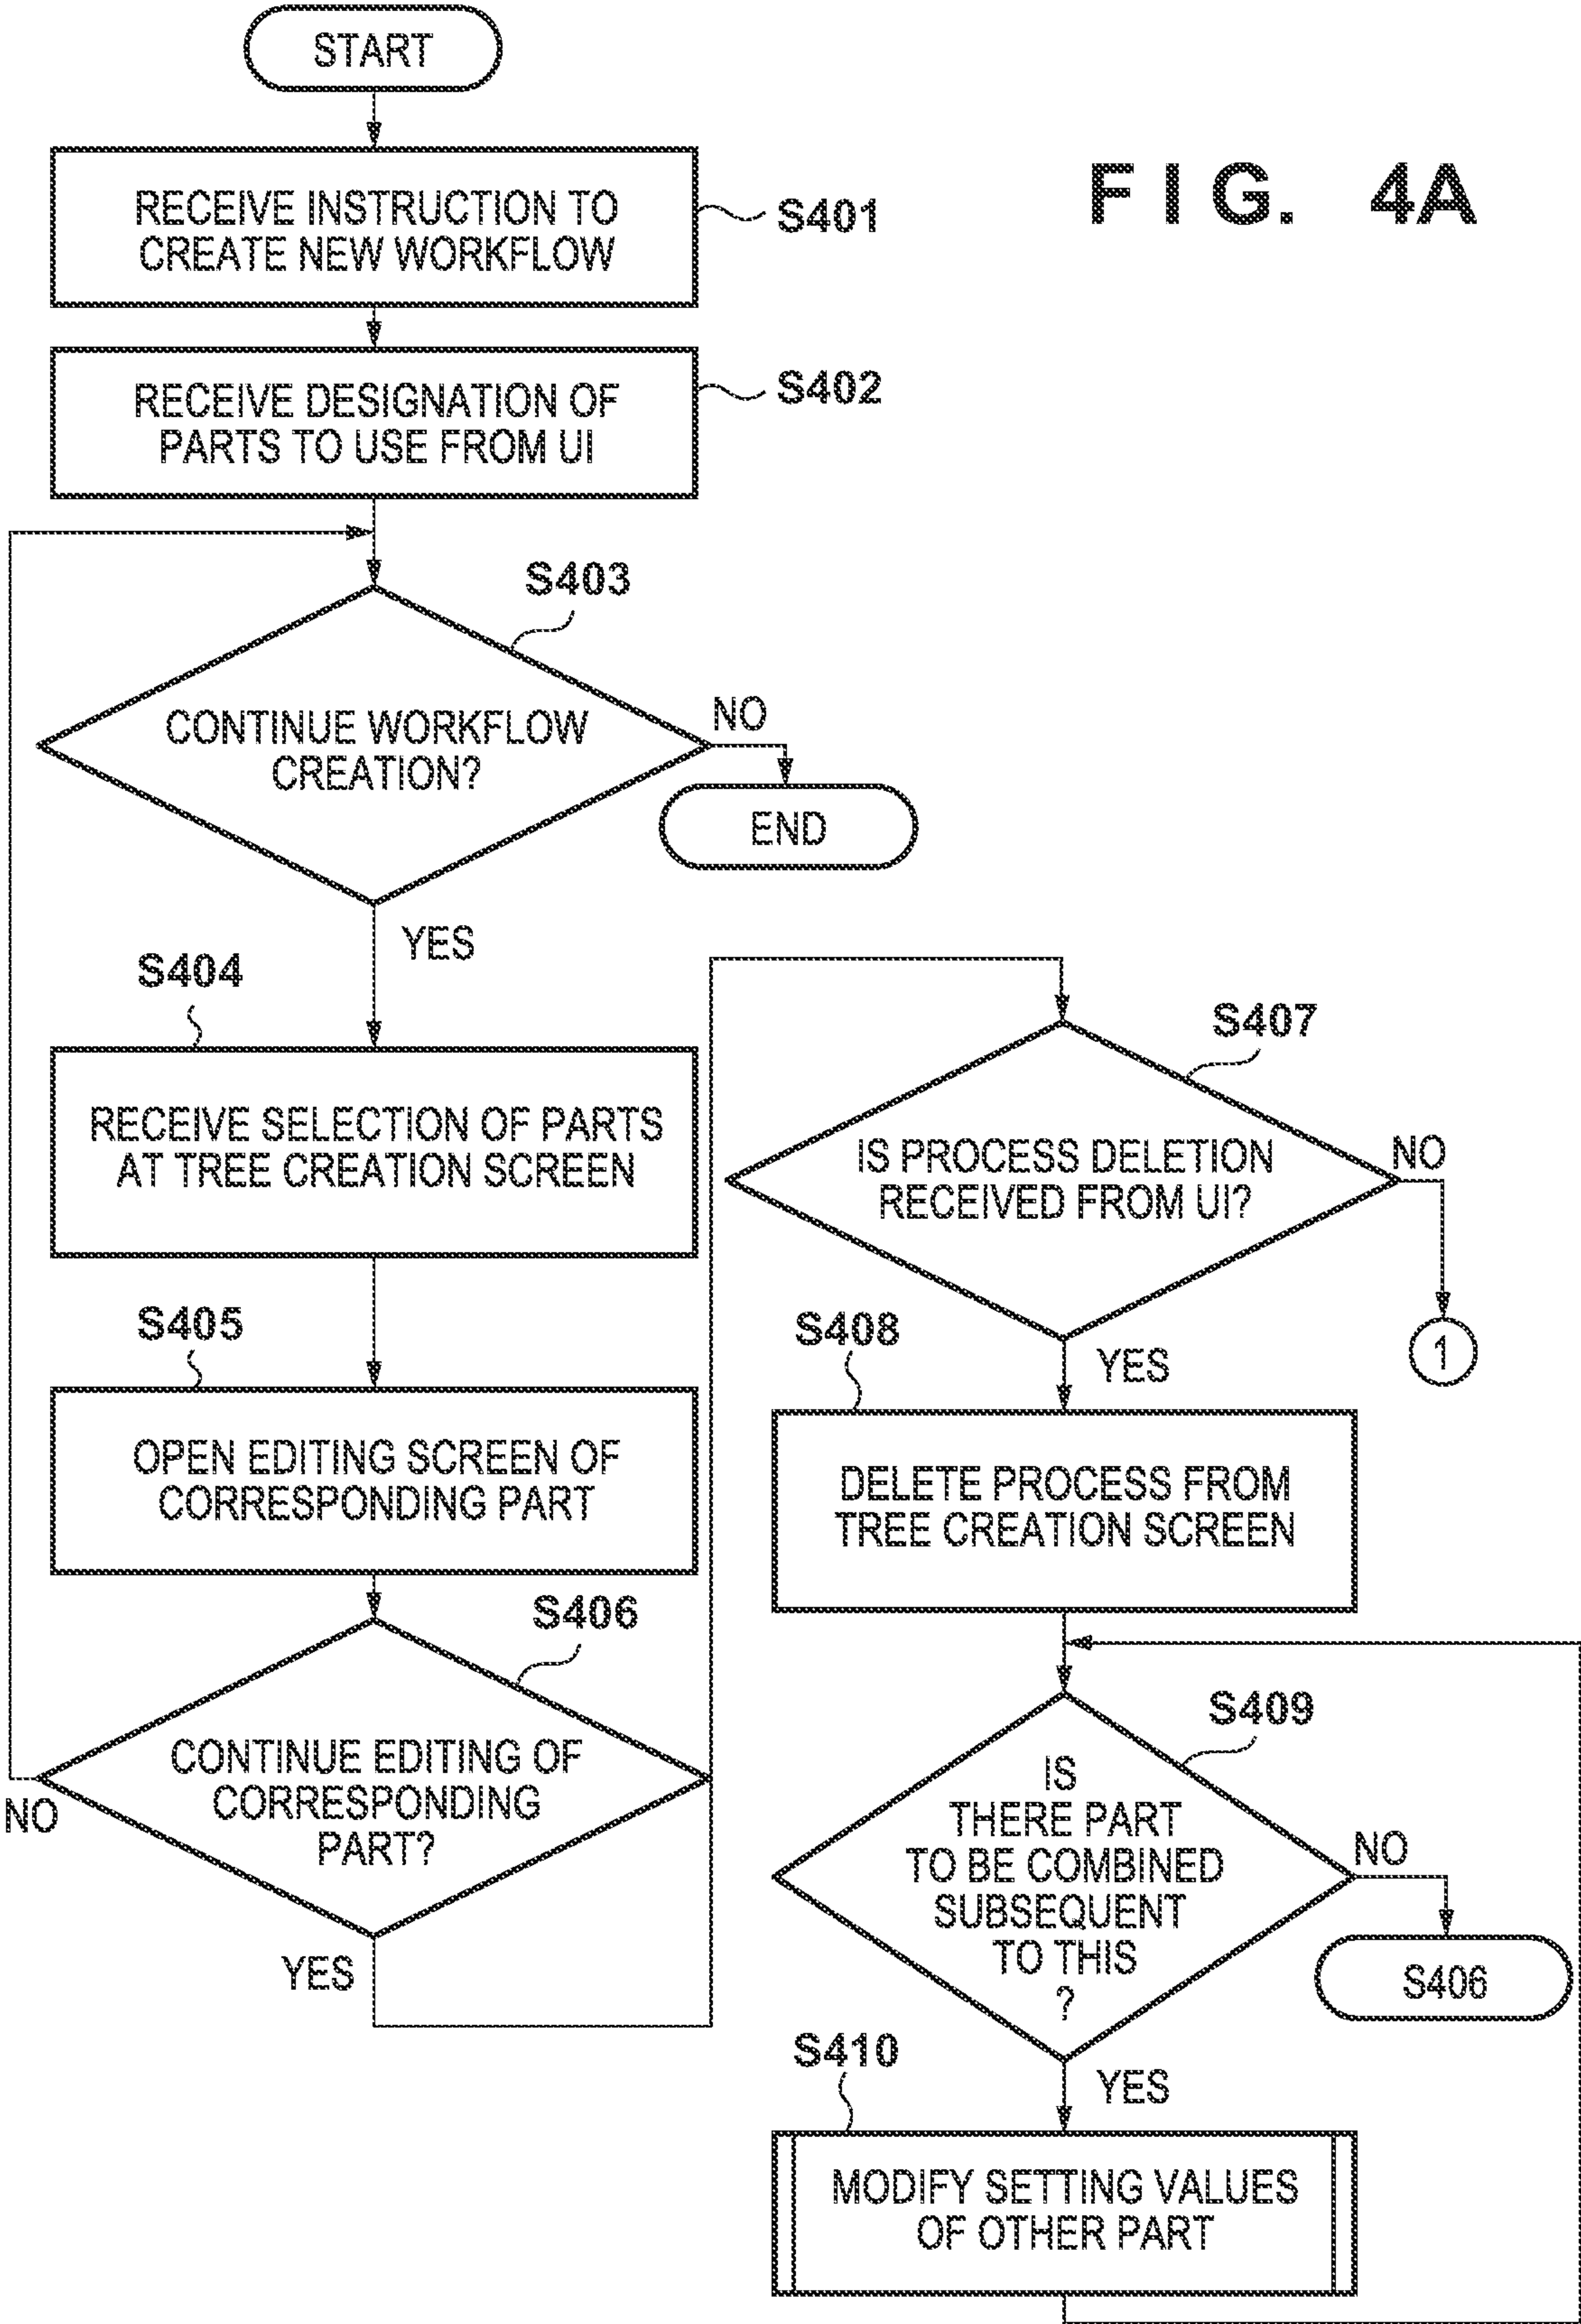 FIG. 4A
START
RECEIVE INSTRUCTION TO
CREATE NEW WORKFLOW
S401
RECEIVE DESIGNATION OF
PARTS TO USE FROM UI
S402
S403
CONTINUE WORKFLOW
CREATION?
NO
END
YES
S404
RECEIVE SELECTION OF PARTS
AT TREE CREATION SCREEN
S405
OPEN EDITING SCREEN OF
CORRESPONDING PART
S406
CONTINUE EDITING OF
CORRESPONDING
PART?
NO
YES
S407
IS PROCESS DELETION
RECEIVED FROM UI?
NO
1
YES
S408
DELETE PROCESS FROM
TREE CREATION SCREEN
S409
IS
THERE PART
TO BE COMBINED
SUBSEQUENT
TO THIS
?
NO
S406
YES
S410
MODIFY SETTING VALUES
OF OTHER PART